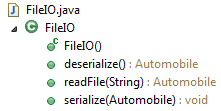 FileIO.java
FileIO
FileIO()
deserialize() : Automobile
readFile(String) : Automobile
serialize(Automobile) : void